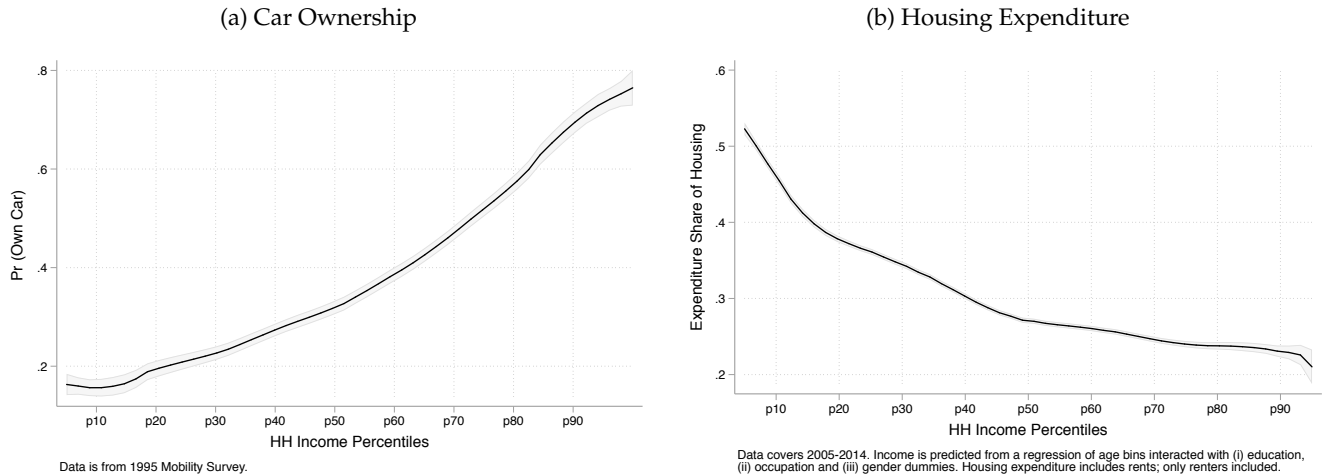 (a) Car Ownership
.8
.6
.4
.2
Pr (Own Car)
p10 p20 p30 p40 p50 p60 p70 p80 p90
HH Income Percentiles
Data is from 1995 Mobility Survey.
(b) Housing Expenditure
.6
.5
.4
.3
.2
Expenditure Share of Housing
p10 p20 p30 p40 p50 p60 p70 p80 p90
HH Income Percentiles
Data covers 2005-2014. Income is predicted from a regression of age bins interacted with (i) education,
(ii) occupation and (iii) gender dummies. Housing expenditure includes rents; only renters included.